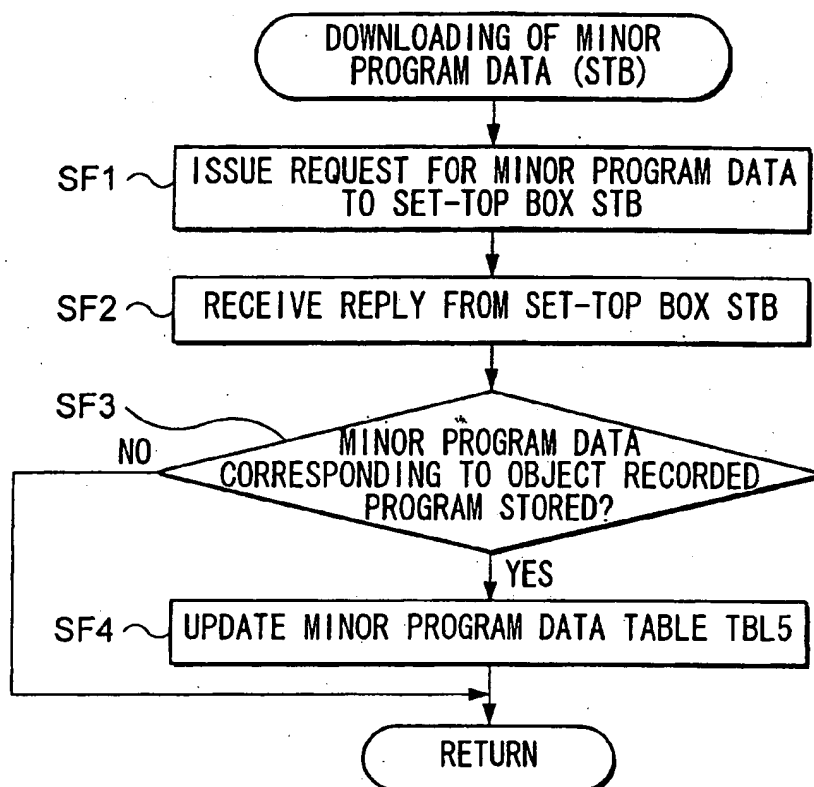 DOWNLOADING OF MINOR
PROGRAM DATA (STB)
SF1
ISSUE REQUEST FOR MINOR PROGRAM DATA
TO SET-TOP BOX STB
SF2
RECEIVE REPLY FROM SET-TOP BOX STB
SF3
NO
MINOR PROGRAM DATA
CORRESPONDING TO OBJECT RECORDED
PROGRAM STORED?
YES
SF4
UPDATE MINOR PROGRAM DATA TABLE TBL5
RETURN